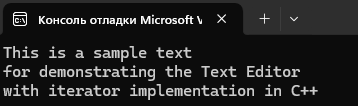 Консоль отладки Microsoft V
This is a sample text
for demonstrating the Text Editor
with iterator implementation in C++